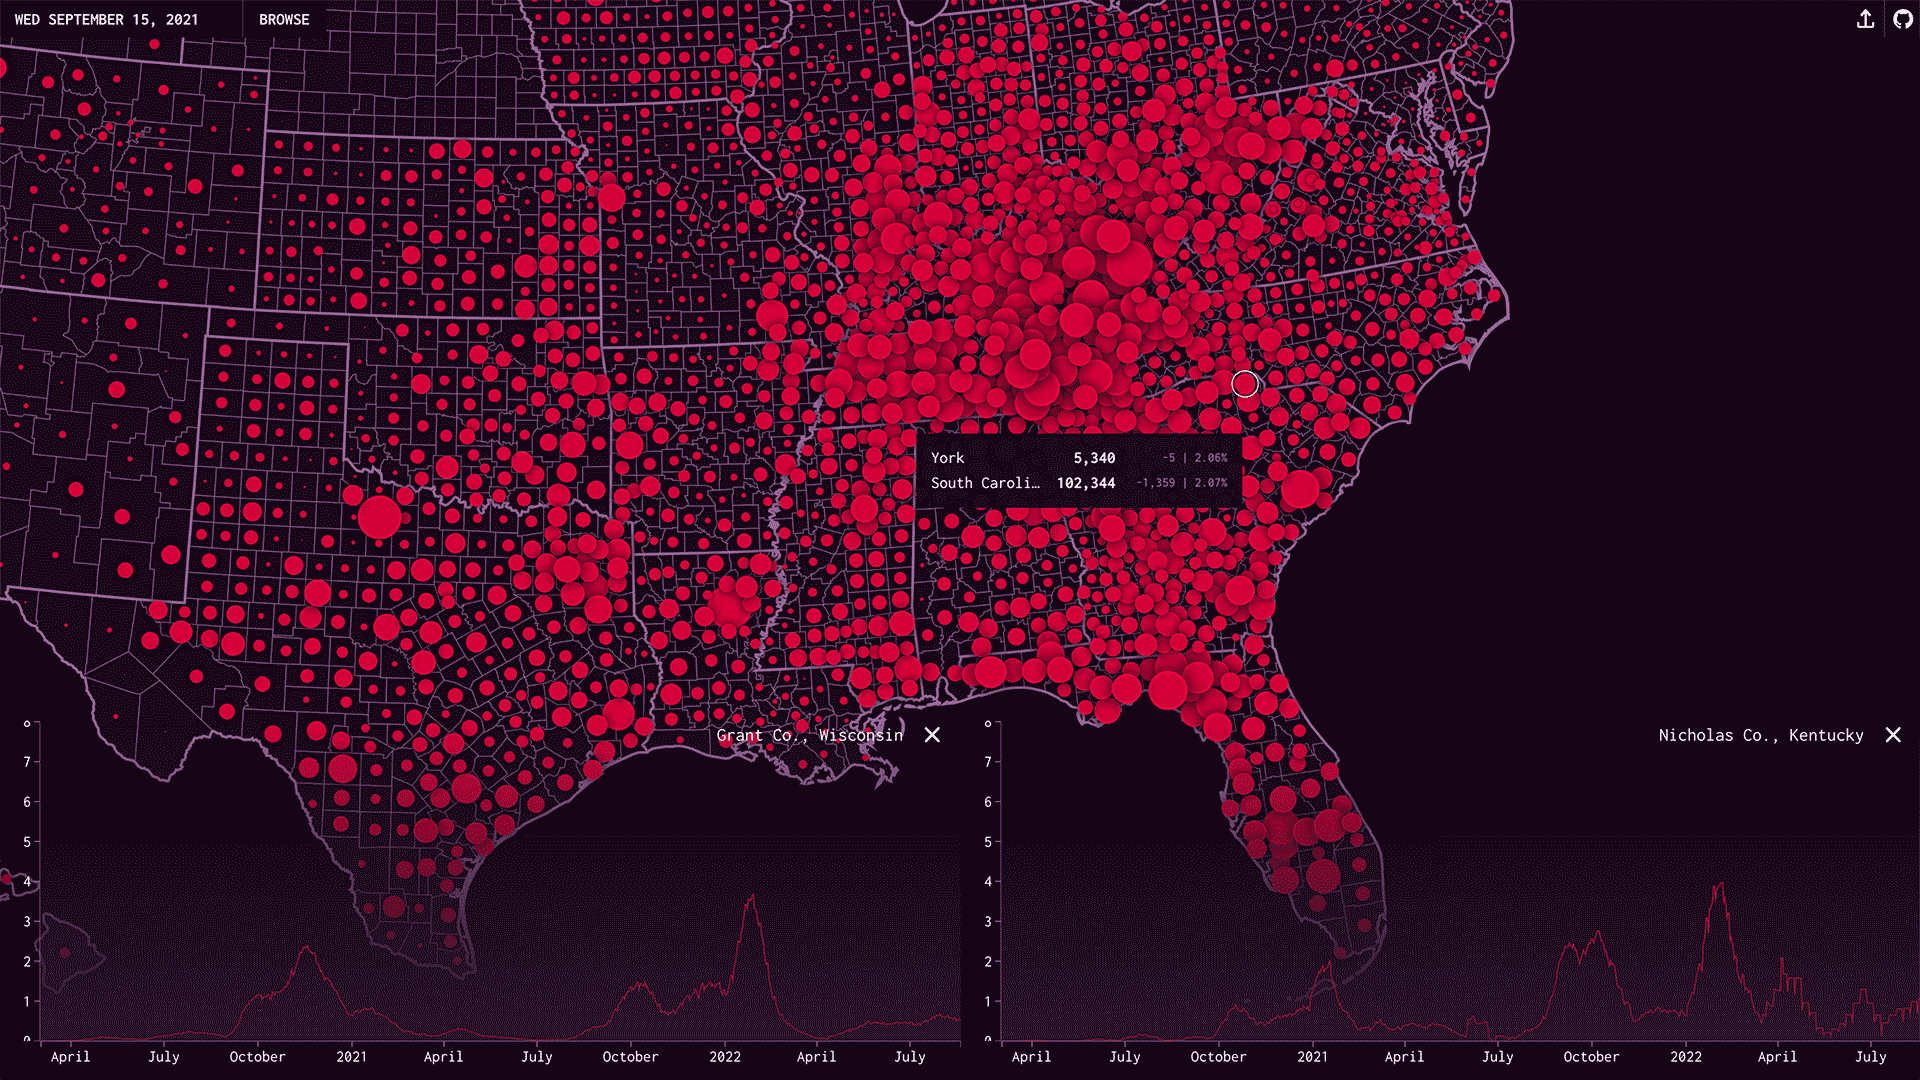 WED SEPTEMBER 15, 2021 BROWSE
York 5,340 -5 | 2.06%
South Caroli… 102,344 -1,359 | 2.07%
Grant Co., Wisconsin
7
6
5
4
3
2
1
0
April July October 2021 April July October 2022 April July
Nicholas Co., Kentucky
7
6
5
4
3
2
1
0
April July October 2021 April July October 2022 April July